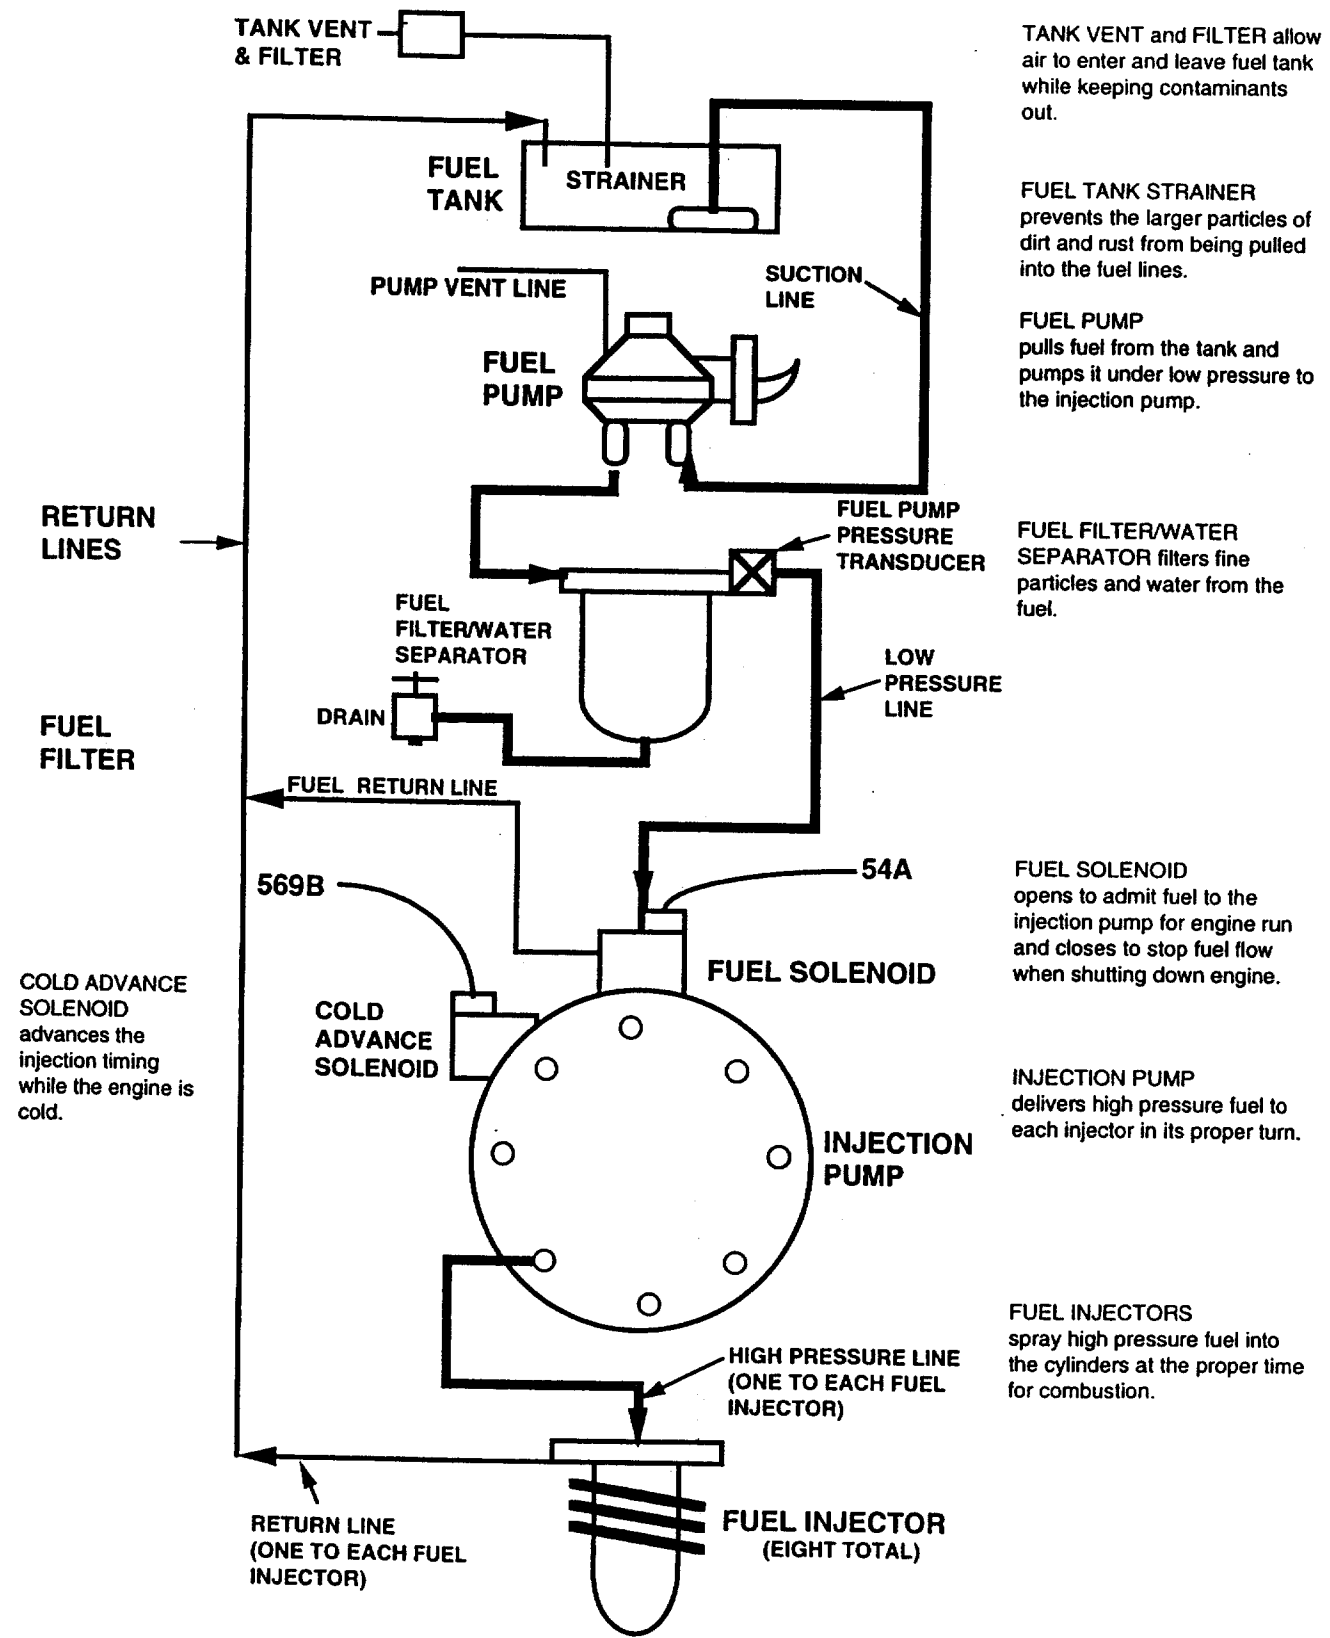 TANK VENT
& FILTER
TANK VENT and FILTER allow
air to enter and leave fuel tank
while keeping contaminants
out.
FUEL
TANK
STRAINER
FUEL TANK STRAINER
prevents the larger particles of
dirt and rust from being pulled
into the fuel lines.
PUMP VENT LINE
SUCTION
LINE
FUEL
PUMP
FUEL PUMP
pulls fuel from the tank and
pumps it under low pressure to
the injection pump.
RETURN
LINES
FUEL PUMP
PRESSURE
TRANSDUCER
FUEL FILTER/WATER
SEPARATOR filters fine
particles and water from the
fuel.
FUEL
FILTER/WATER
SEPARATOR
LOW
PRESSURE
LINE
DRAIN
FUEL
FILTER
FUEL RETURN LINE
569B
54A
FUEL SOLENOID
opens to admit fuel to the
injection pump for engine run
and closes to stop fuel flow
when shutting down engine.
FUEL SOLENOID
COLD ADVANCE
SOLENOID
advances the
injection timing
while the engine is
cold.
COLD
ADVANCE
SOLENOID
INJECTION PUMP
delivers high pressure fuel to
each injector in its proper turn.
INJECTION
PUMP
FUEL INJECTORS
spray high pressure fuel into
the cylinders at the proper time
for combustion.
HIGH PRESSURE LINE
(ONE TO EACH FUEL
INJECTOR)
RETURN LINE
(ONE TO EACH FUEL
INJECTOR)
FUEL INJECTOR
(EIGHT TOTAL)